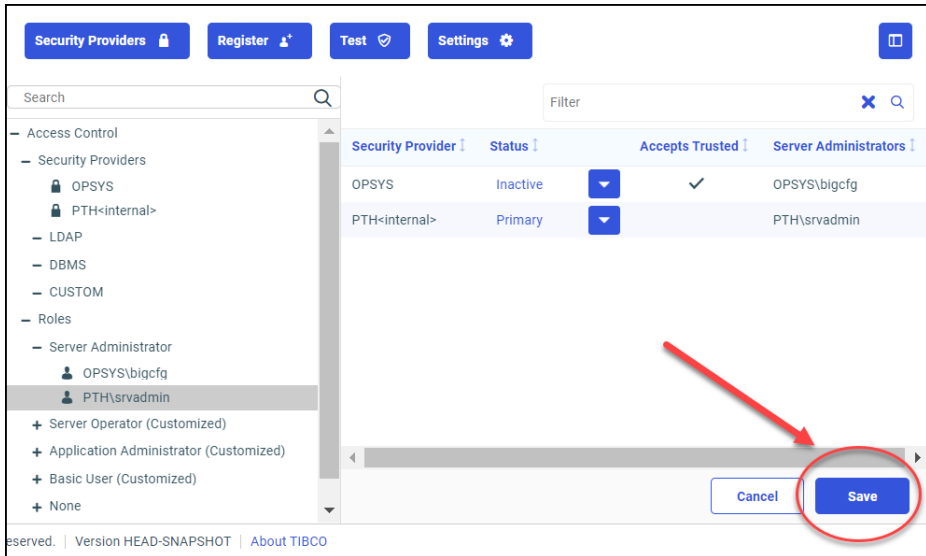 Security Providers
Register
Test
Settings
Search
Filter
Access Control
Security Providers
OPSYS
PTH<internal>
LDAP
DBMS
CUSTOM
Roles
Server Administrator
OPSYS\bigcfg
PTH\srvadmin
Server Operator (Customized)
Application Administrator (Customized)
Basic User (Customized)
None
Security Provider Status Accepts Trusted Server Administrators
OPSYS Inactive OPSYS\bigcfg
PTH<internal> Primary PTH\srvadmin
Cancel Save
eserved. | Version HEAD-SNAPSHOT | About TIBCO